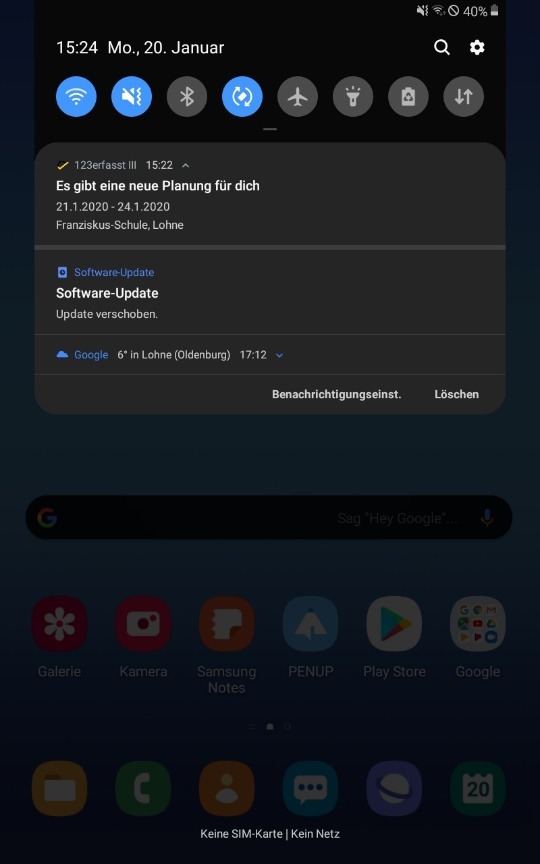 40%
15:24 Mo., 20. Januar
123erfasst III 15:22
Es gibt eine neue Planung für dich
21.1.2020 - 24.1.2020
Franziskus-Schule, Lohne
Software-Update
Software-Update
Update verschoben.
Google 6° in Lohne (Oldenburg) 17:12
Benachrichtigungseinst. Löschen
G Sag "Hey Google"...
Galerie Kamera Samsung Notes PENUP Play Store Google
20
Keine SIM-Karte | Kein Netz